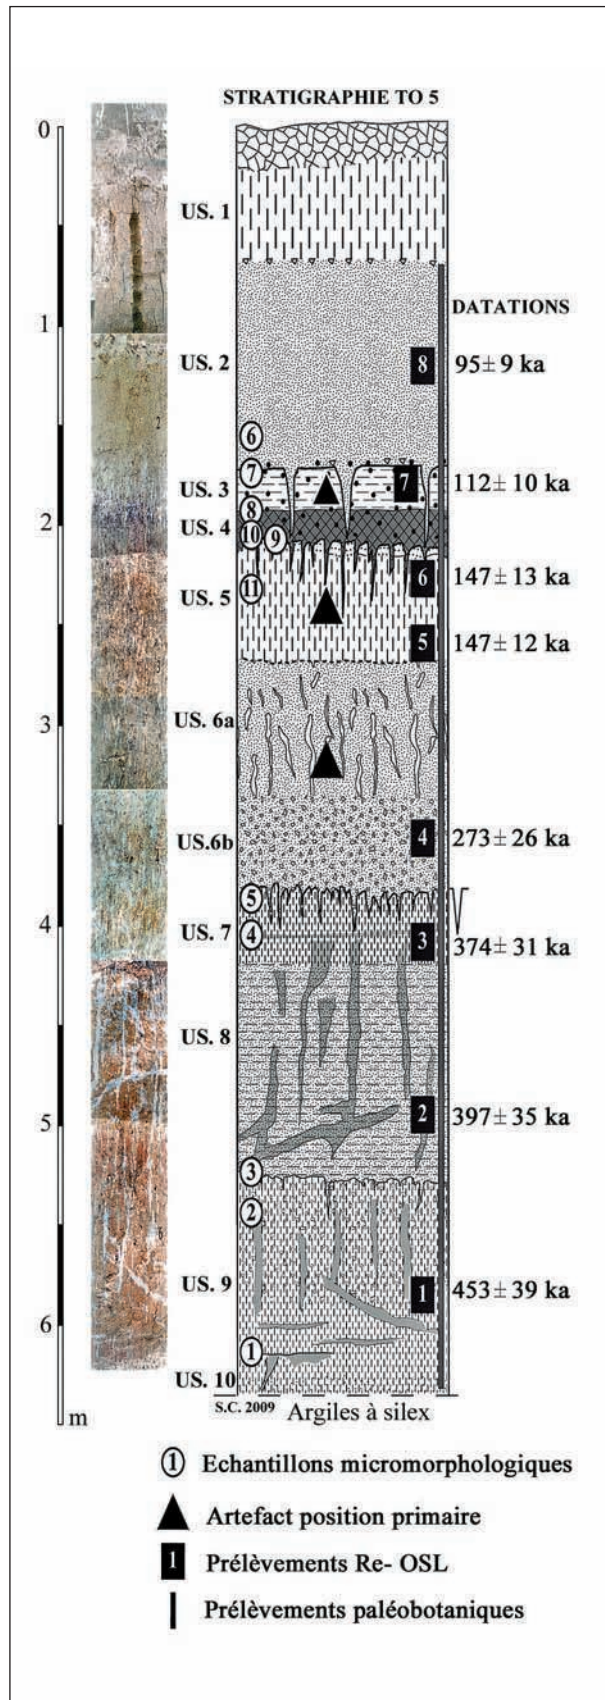 STRATIGRAPHIE TO 5
0
US. 1
DATATIONS
1
US. 2
8 95± 9 ka
6
7
US. 3
7 112± 10 ka
8
2
US. 4
10 9
6 147± 13 ka
11
US. 5
5 147± 12 ka
3
US. 6a
US.6b
4 273± 26 ka
5
4
US. 7
4
3 374± 31 ka
US. 8
5
2 397± 35 ka
3
2
US. 9
1 453± 39 ka
6
1
US. 10
m
S.C. 2009 Argiles à silex
1 Echantillons micromorphologiques
Artefact position primaire
1 Prélèvements Re- OSL
Prélèvements paléobotaniques